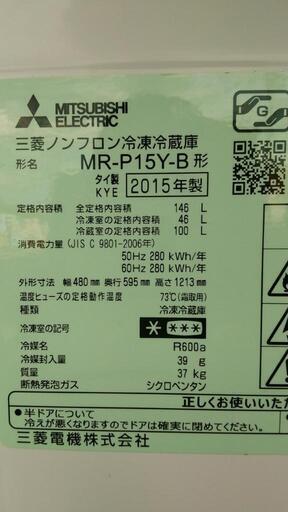 MITSUBISHI
ELECTRIC
G
三菱ノンフロン冷凍冷蔵庫
形名 MR-P15Y-B形
タイ製
KYE 2015年製
定格内容積 全定格内容積 146 L
冷凍室の定格内容積 46 L
冷蔵室の定格内容積 100 L
消費電力量(JIS C 9801-2006年)
50Hz 280 kWh/年
60Hz 280 kWh/年
外形寸法 幅480mm 奥行595mm 高さ1213mm
温度ヒューズの定格動作温度 73℃(霜取用)
種類 冷凍冷蔵庫
冷凍室の記号
冷媒名 R600a
冷媒封入量 39 g
質量 37 kg
断熱発泡ガス シクロペンタン
正しくお使いいた
●半ドアについて
冷えが悪くなりますのでドアは確実に閉めてください。
三菱電機株式会社